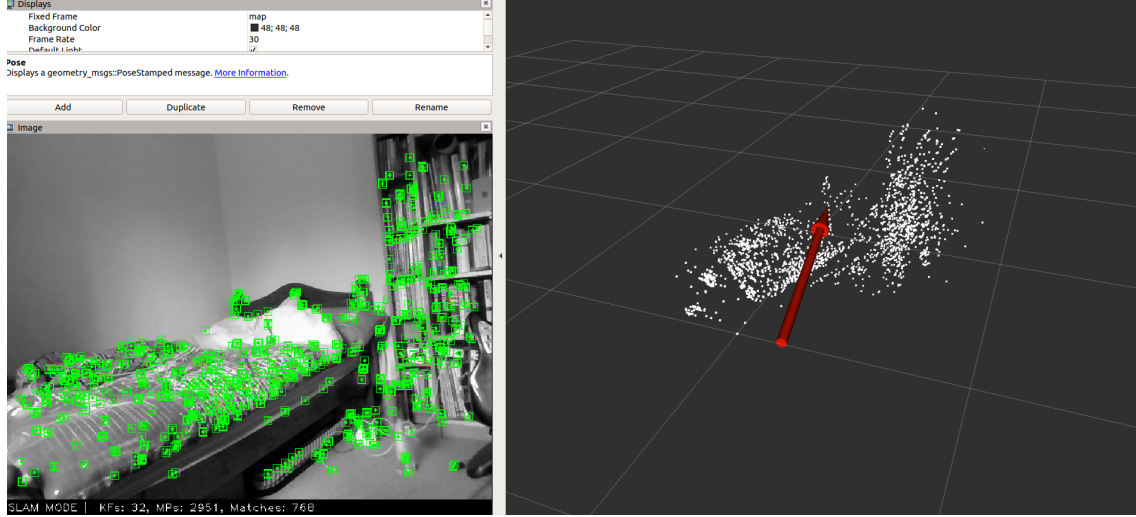 Displays
Fixed Frame map
Background Color 48; 48; 48
Frame Rate 30
Default Light
Pose
Displays a geometry_msgs::PoseStamped message. More Information.
Add Duplicate Remove Rename
Image
SLAM MODE | KFs: 32, MPs: 2951, Matches: 768